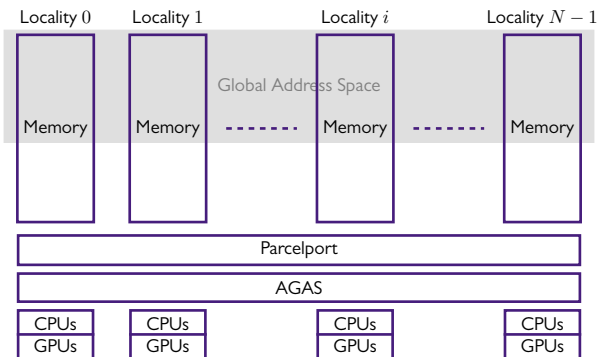 Locality 0 Locality 1 Locality i Locality N − 1
Global Address Space
Memory Memory Memory Memory
Parcelport
AGAS
CPUs CPUs CPUs CPUs
GPUs GPUs GPUs GPUs